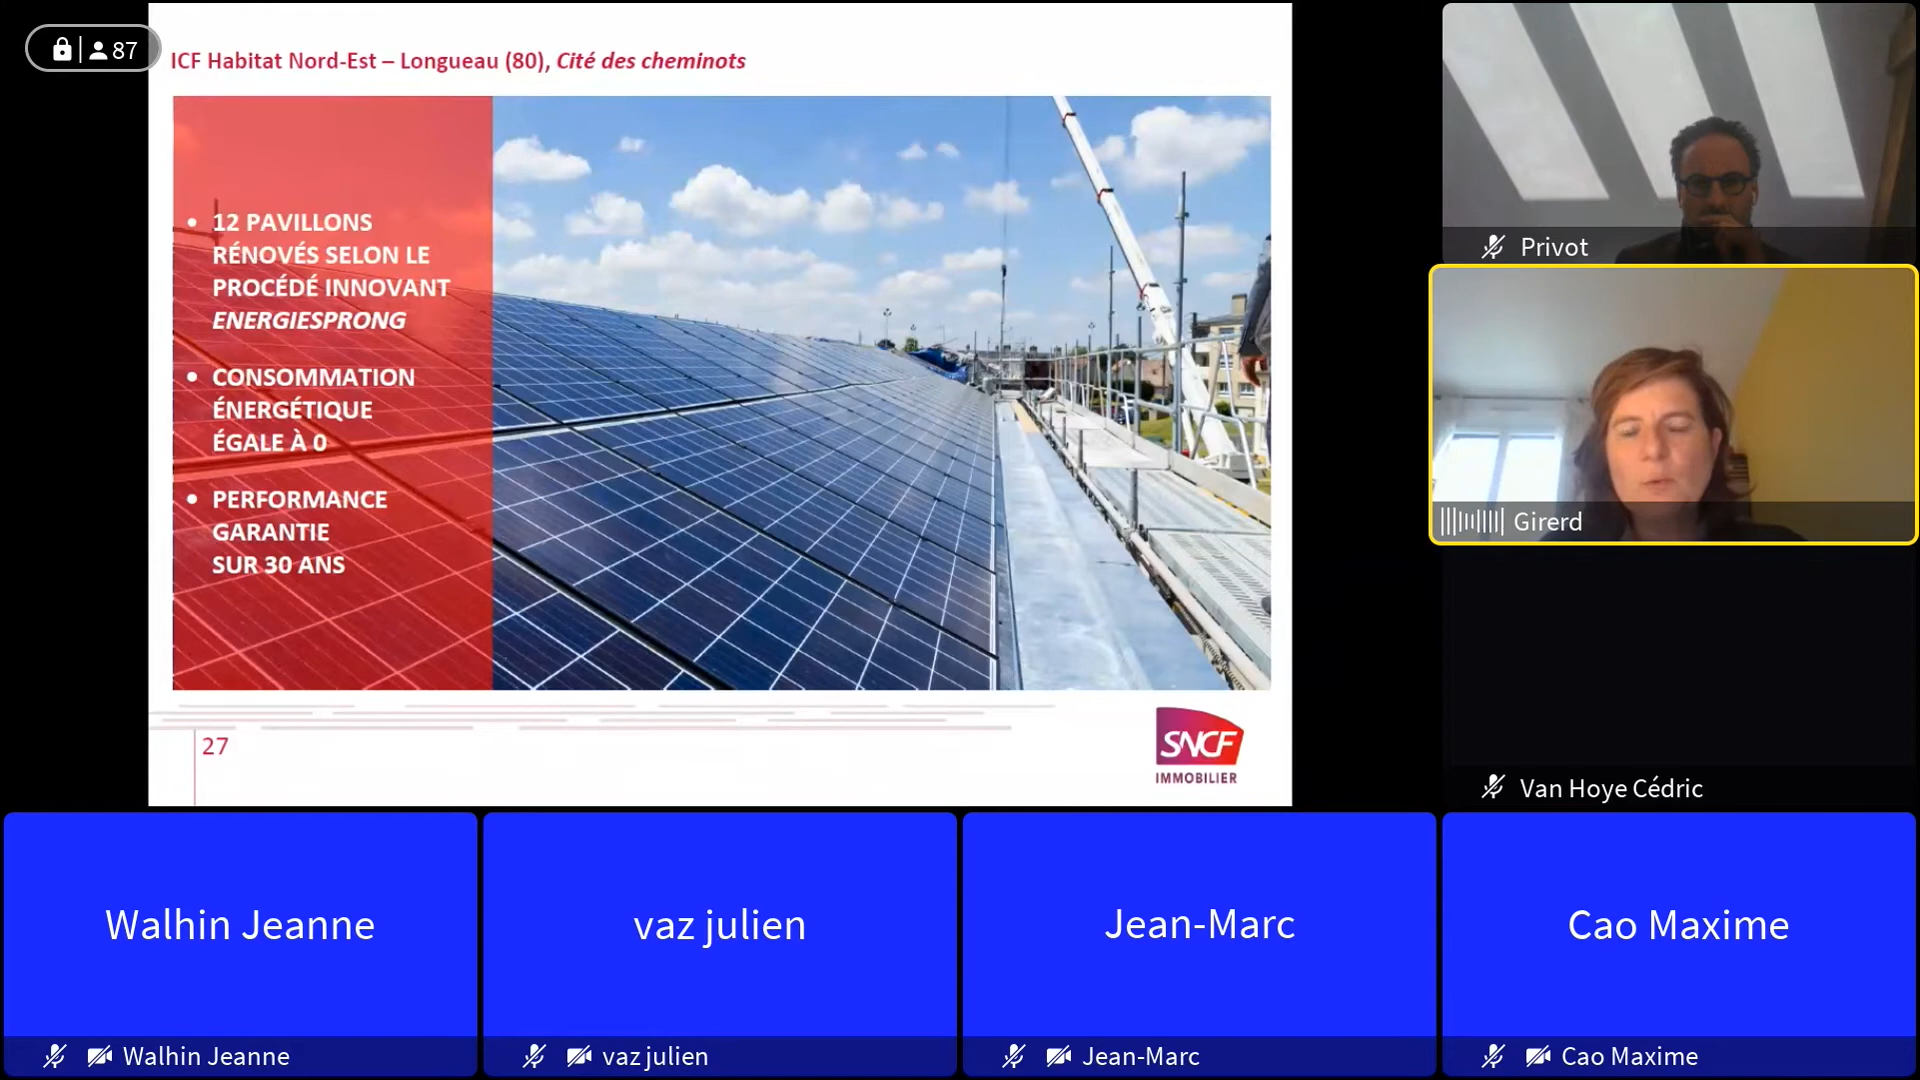 87
ICF Habitat Nord-Est – Longueau (80), Cité des cheminots
• 12 PAVILLONS
RÉNOVÉS SELON LE
PROCÉDÉ INNOVANT
ENERGIESPRONG
• CONSOMMATION
ÉNERGÉTIQUE
ÉGALE À 0
• PERFORMANCE
GARANTIE
SUR 30 ANS
27
SNCF
IMMOBILIER
Privot
Girerd
Van Hoye Cédric
Walhin Jeanne
Walhin Jeanne
vaz julien
vaz julien
Jean-Marc
Jean-Marc
Cao Maxime
Cao Maxime